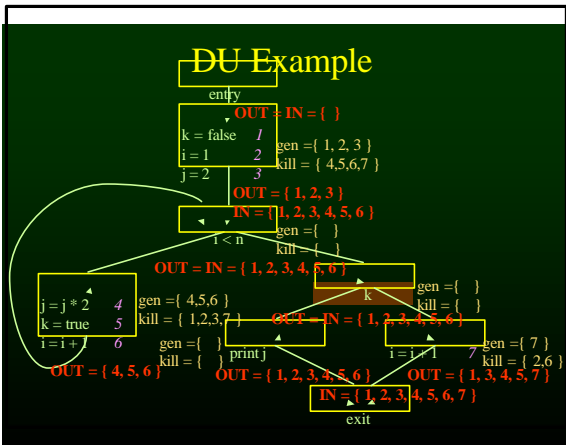 DU Example
entry
OUT = IN = { }
k = false 1
i = 1 2
j = 2 3
gen ={ 1, 2, 3 }
kill = { 4,5,6,7 }
OUT = { 1, 2, 3 }
IN = { 1, 2, 3, 4, 5, 6 }
i < n
gen ={ }
kill = { }
OUT = IN = { 1, 2, 3, 4, 5, 6 }
k
gen ={ }
kill = { }
j = j * 2 4
k = true 5
i = i + 1 6
gen ={ 4,5,6 }
kill = { 1,2,3,7 }
OUT = { 4, 5, 6 }
OUT = IN = { 1, 2, 3, 4, 5, 6 }
gen ={ }
kill = { }
print j
i = i + 1 7
gen ={ 7 }
kill = { 2,6 }
OUT = { 1, 2, 3, 4, 5, 6 }
OUT = { 1, 3, 4, 5, 7 }
IN = { 1, 2, 3, 4, 5, 6, 7 }
exit